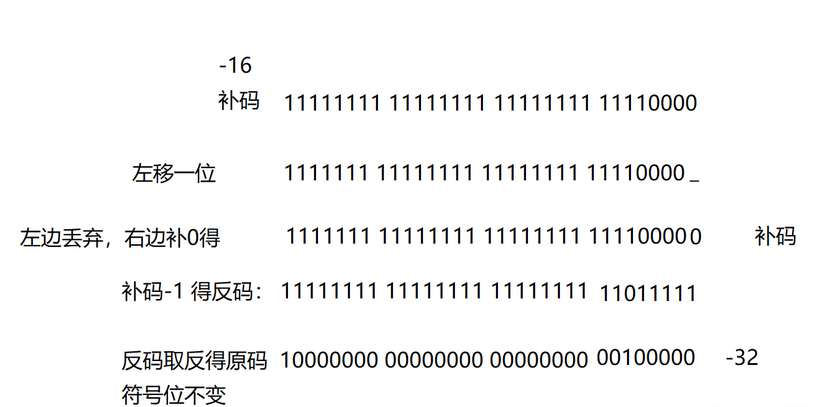 -16
补码 11111111 11111111 11111111 11110000
左移一位 1111111 11111111 11111111 11110000_
左边丢弃，右边补0得 1111111 11111111 11111111 111100000 补码
补码-1 得反码： 11111111 11111111 11111111 11011111
反码取反得原码 10000000 00000000 00000000 00100000 -32
符号位不变